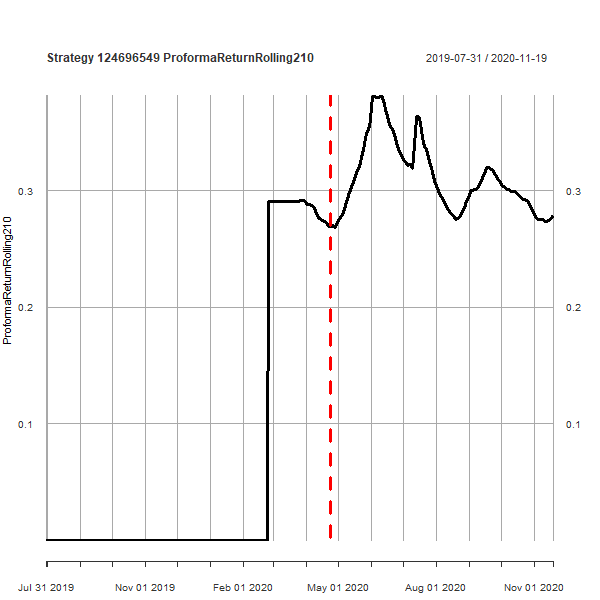 Strategy 124696549 ProformaReturnRolling210
2019-07-31 / 2020-11-19
ProformaReturnRolling210
0.3
0.3
0.2
0.2
0.1
0.1
Jul 31 2019
Nov 01 2019
Feb 01 2020
May 01 2020
Aug 01 2020
Nov 01 2020